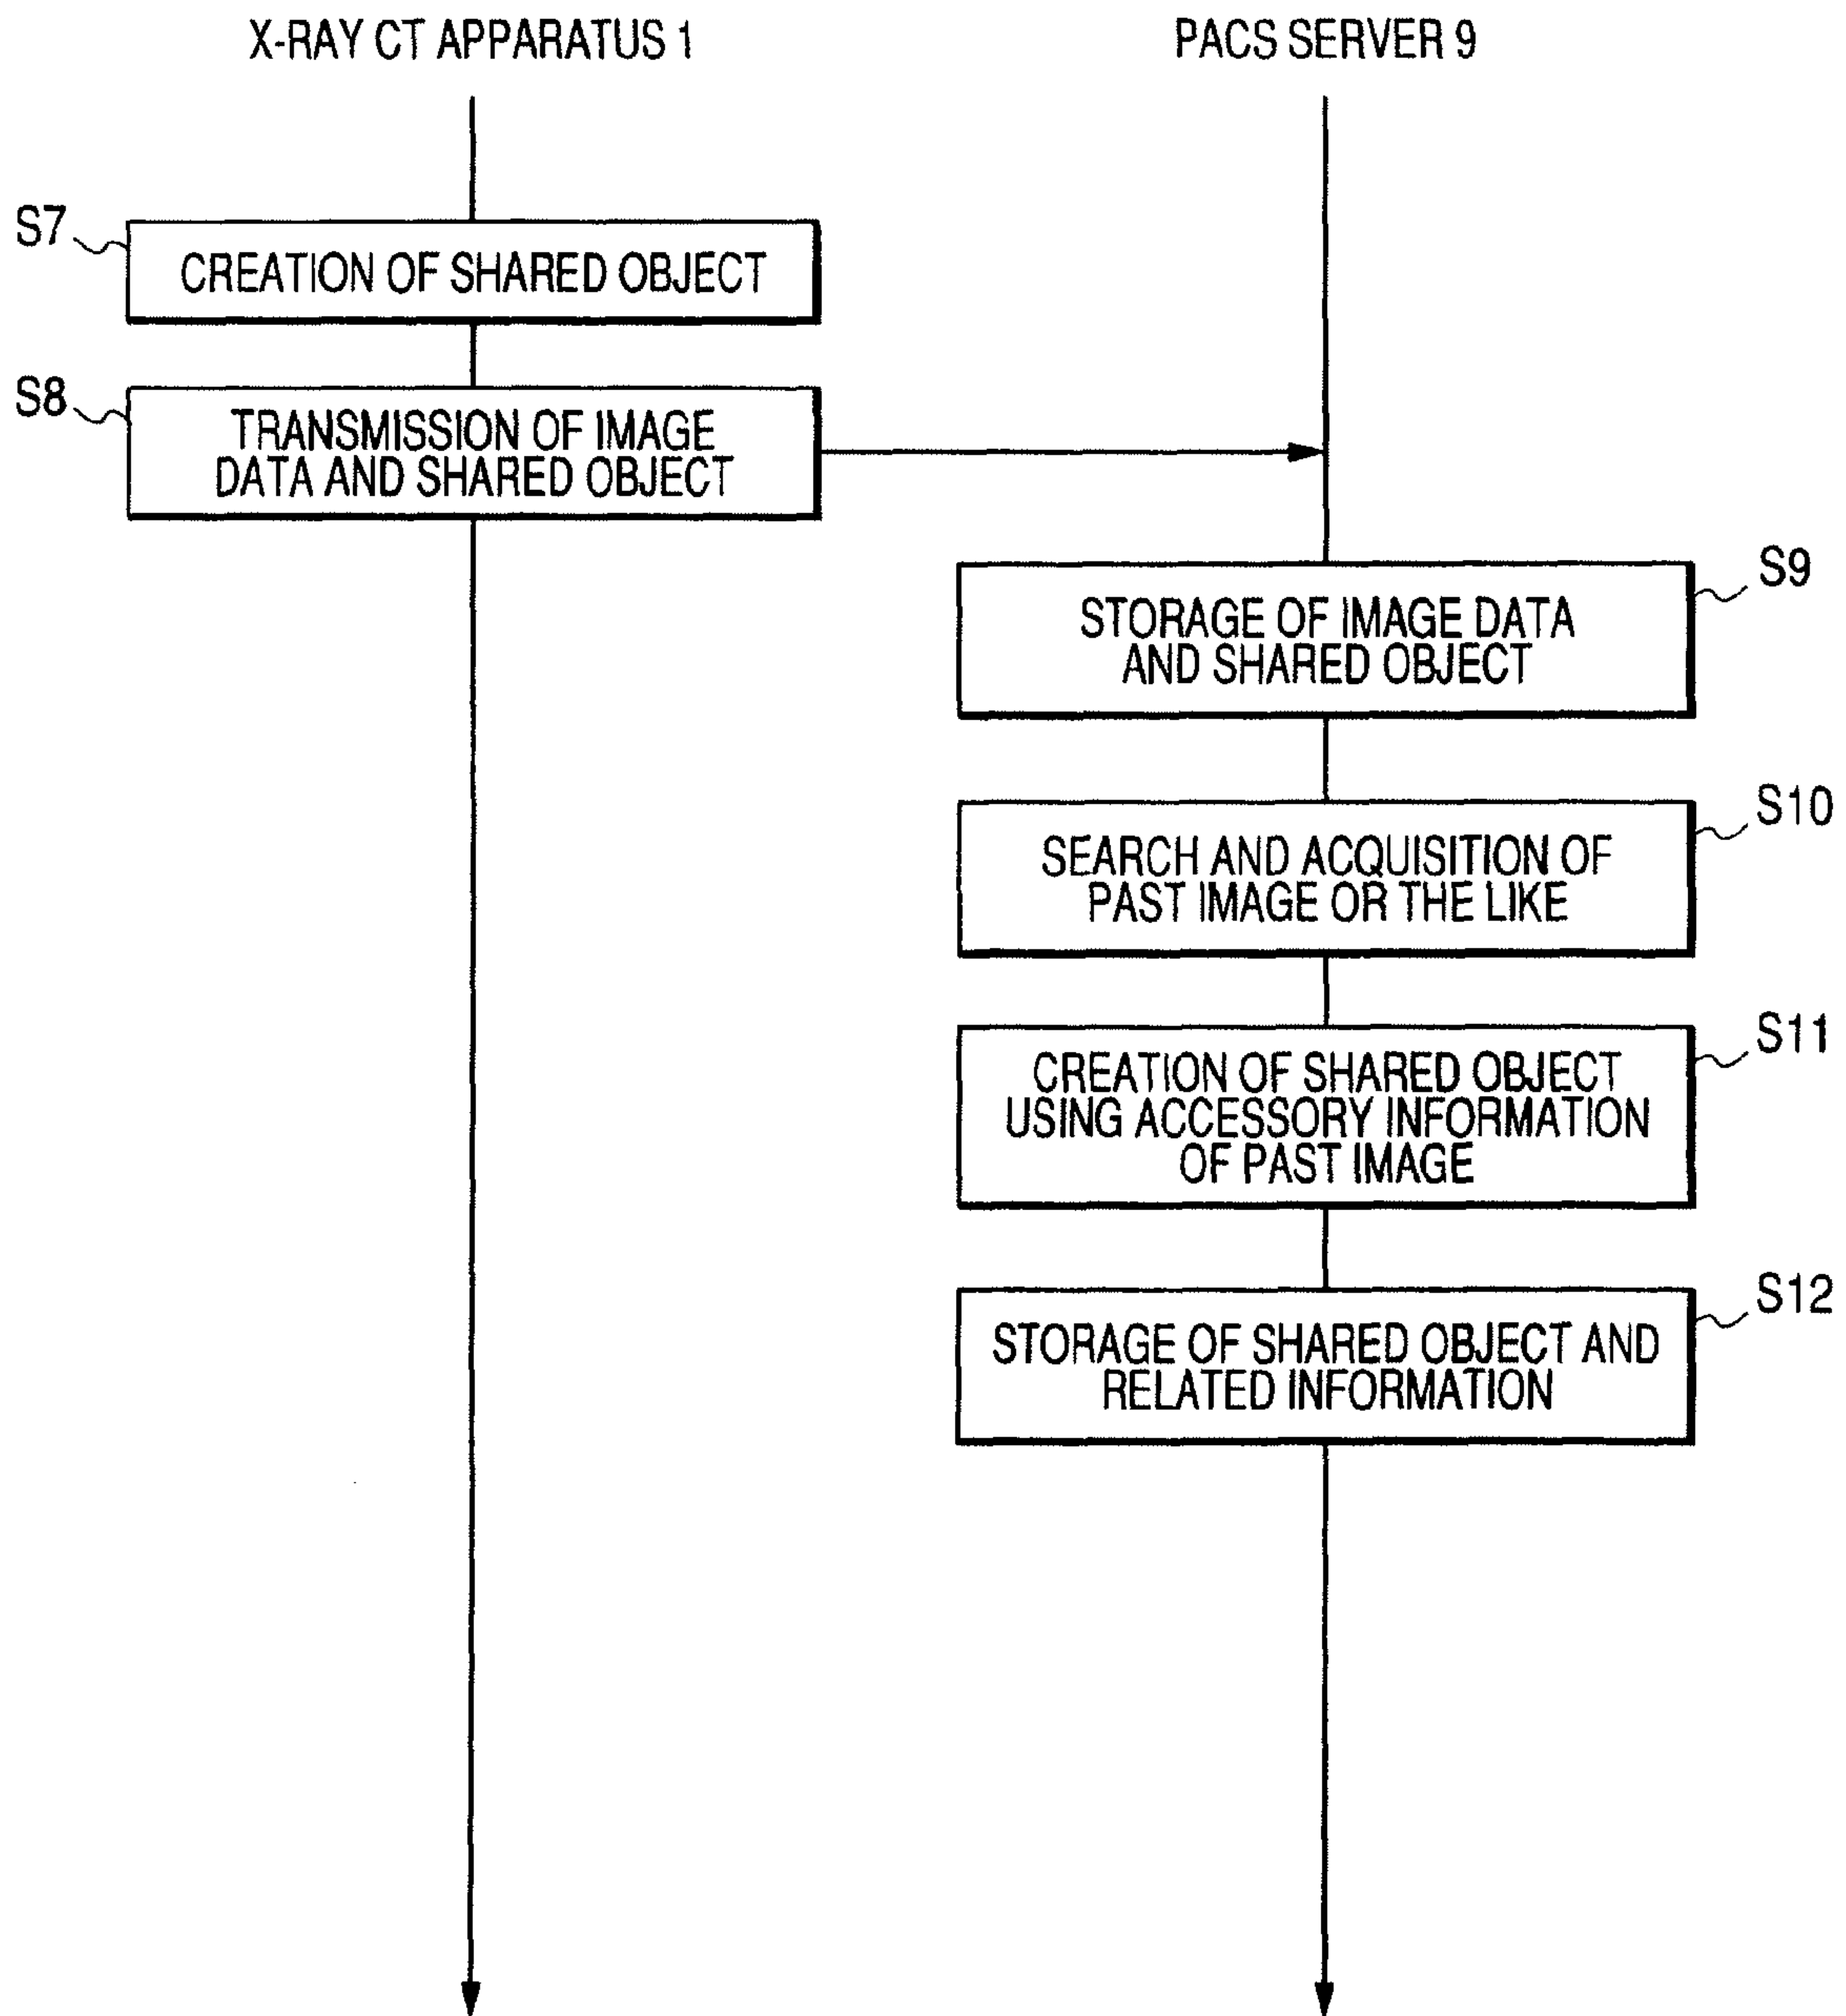 X-RAY CT APPARATUS 1
PACS SERVER 9
S7
CREATION OF SHARED OBJECT
S8
TRANSMISSION OF IMAGE
DATA AND SHARED OBJECT
S9
STORAGE OF IMAGE DATA
AND SHARED OBJECT
S10
SEARCH AND ACQUISITION OF
PAST IMAGE OR THE LIKE
S11
CREATION OF SHARED OBJECT
USING ACCESSORY INFORMATION
OF PAST IMAGE
S12
STORAGE OF SHARED OBJECT AND
RELATED INFORMATION